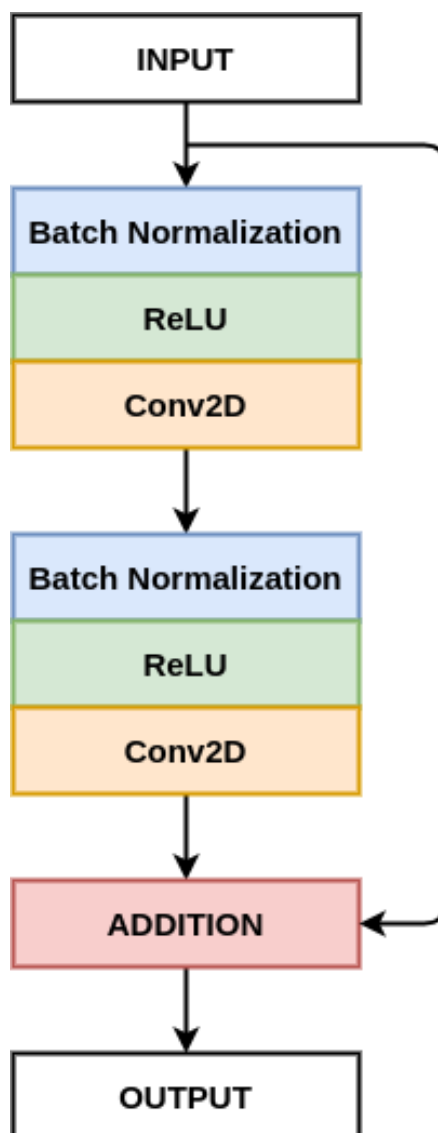 INPUT
Batch Normalization
ReLU
Conv2D
Batch Normalization
ReLU
Conv2D
ADDITION
OUTPUT